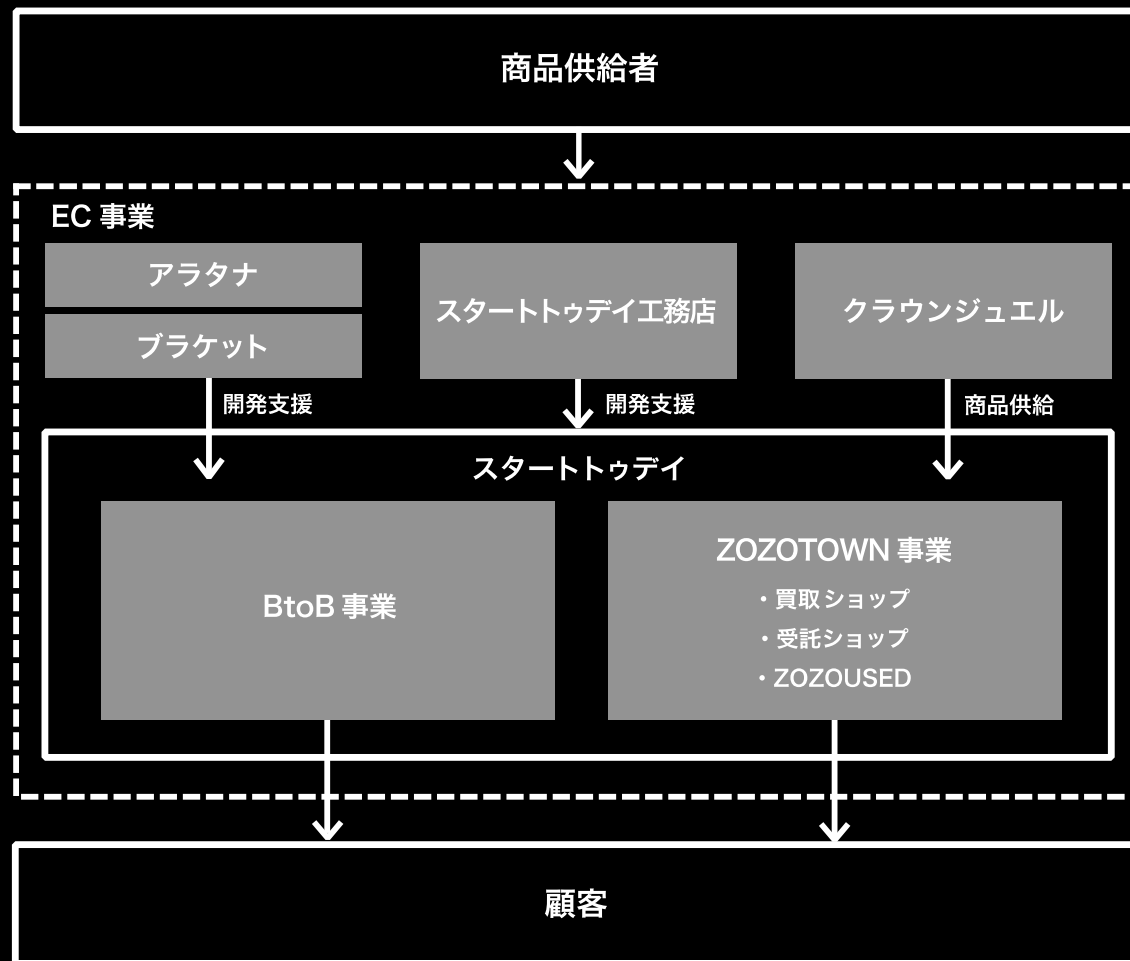 商品供給者
EC 事業
アラタナ
ブラケット
スタートトゥデイ工務店
クラウンジュエル
開発支援
開発支援
商品供給
スタートトゥデイ
BtoB 事業
ZOZOTOWN 事業
・買取ショップ
・受託ショップ
・ZOZOUSED
顧客